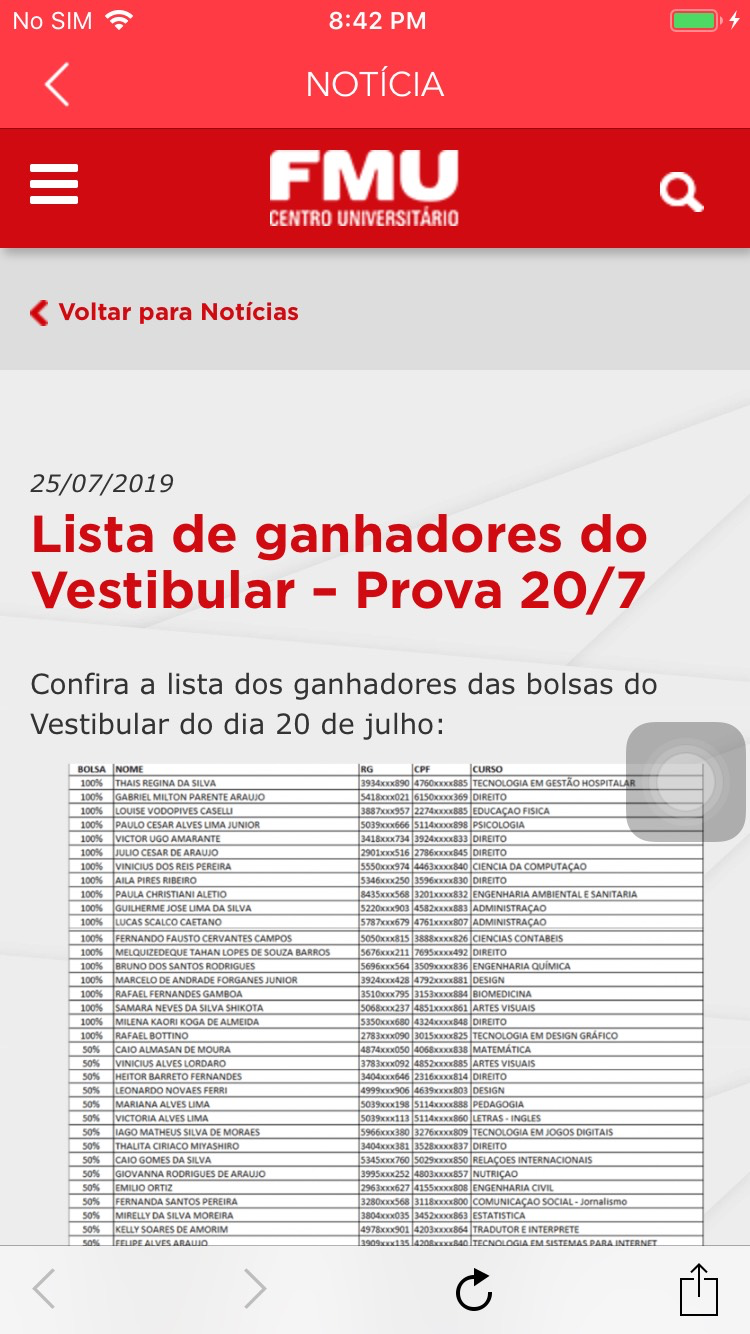 No SIM 8:42 PM
NOTÍCIA
FMU
CENTRO UNIVERSITÁRIO
Voltar para Notícias
25/07/2019
Lista de ganhadores do
Vestibular – Prova 20/7
Confira a lista dos ganhadores das bolsas do
Vestibular do dia 20 de julho:
BOLSA NOME RG CPF CURSO
100% THAIS REGINA DA SILVA 3934xxx890 4760xxxx885 TECNOLOGIA EM GESTÃO HOSPITALAR
100% GABRIEL MILTON PARENTE ARAUJO 5418xxx021 6150xxxx369 DIREITO
100% LOUISE VODOPIVES CASELLI 3887xxx957 2274xxxx885 EDUCAÇAO FISICA
100% PAULO CESAR ALVES LIMA JUNIOR 5039xxx666 5114xxxx898 PSICOLOGIA
100% VICTOR UGO AMARANTE 3418xxx734 3924xxxx833 DIREITO
100% JULIO CESAR DE ARAUJO 2901xxx516 2786xxxx845 DIREITO
100% VINICIUS DOS REIS PEREIRA 5550xxx974 4463xxxx840 CIENCIA DA COMPUTAÇAO
100% AILA PIRES RIBEIRO 5346xxx250 3596xxxx830 DIREITO
100% PAULA CHRISTIANI ALETIO 8435xxx568 3201xxxx832 ENGENHARIA AMBIENTAL E SANITARIA
100% GUILHERME JOSE LIMA DA SILVA 5220xxx903 4582xxxx883 ADMINISTRAÇAO
100% LUCAS SCALCO CAETANO 5787xxx679 4761xxxx807 ADMINISTRAÇAO
100% FERNANDO FAUSTO CERVANTES CAMPOS 5050xxx815 3888xxxx826 CIENCIAS CONTABEIS
100% MELQUIZEDEQUE TAHAN LOPES DE SOUZA BARROS 5676xxx211 7695xxxx492 DIREITO
100% BRUNO DOS SANTOS RODRIGUES 5696xxx564 3509xxxx836 ENGENHARIA QUÍMICA
100% MARCELO DE ANDRADE FORGANES JUNIOR 3924xxx428 4792xxxx881 DESIGN
100% RAFAEL FERNANDES GAMBOA 3510xxx795 3153xxxx884 BIOMEDICINA
100% SAMARA NEVES DA SILVA SHIKOTA 5068xxx237 4851xxxx861 ARTES VISUAIS
100% MILENA KAORI KOGA DE ALMEIDA 5350xxx680 4324xxxx848 DIREITO
100% RAFAEL BOTTINO 2783xxx090 3015xxxx825 TECNOLOGIA EM DESIGN GRÁFICO
50% CAIO ALMASAN DE MOURA 4874xxx050 4068xxxx838 MATEMÁTICA
50% VINICIUS ALVES LORDARO 3783xxx092 4852xxxx885 ARTES VISUAIS
50% HEITOR BARRETO FERNANDES 3404xxx646 2316xxxx814 DIREITO
50% LEONARDO NOVAES FERRI 4999xxx906 4639xxxx803 DESIGN
50% MARIANA ALVES LIMA 5039xxx198 5114xxxx888 PEDAGOGIA
50% VICTORIA ALVES LIMA 5039xxx113 5114xxxx860 LETRAS - INGLES
50% IAGO MATHEUS SILVA DE MORAES 5966xxx380 3276xxxx809 TECNOLOGIA EM JOGOS DIGITAIS
50% THALITA CIRIACO MIYASHIRO 3404xxx381 3528xxxx837 DIREITO
50% CAIO GOMES DA SILVA 5345xxx760 5029xxxx850 RELAÇOES INTERNACIONAIS
50% GIOVANNA RODRIGUES DE ARAUJO 3995xxx252 4803xxxx857 NUTRIÇAO
50% EMILIO ORTIZ 2963xxx627 4155xxxx808 ENGENHARIA CIVIL
50% FERNANDA SANTOS PEREIRA 3280xxx568 3118xxxx800 COMUNICAÇAO SOCIAL - Jornalismo
50% MIRELLY DA SILVA MOREIRA 3804xxx035 3452xxxx863 ESTATISTICA
50% KELLY SOARES DE AMORIM 4978xxx901 4203xxxx864 TRADUTOR E INTERPRETE
50% FELIPE ALVES ARAUJO 3909xxx135 4208xxxx840 TECNOLOGIA EM SISTEMAS PARA INTERNET